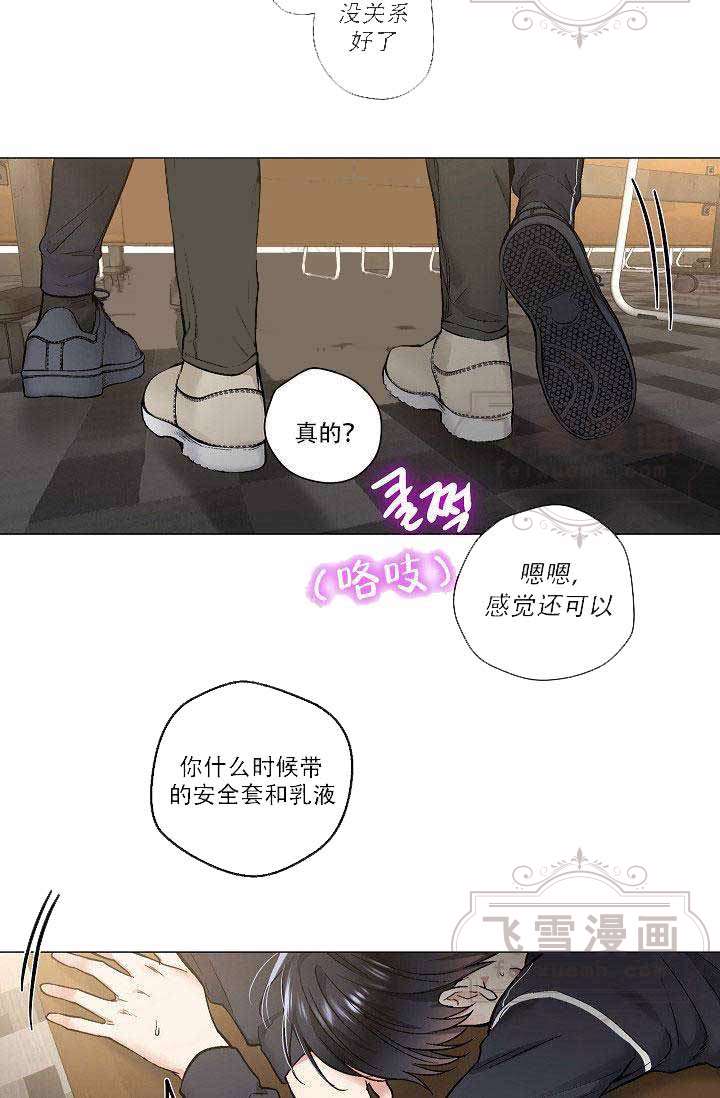 没关系
好了
真的?
클쩍
(咯吱)
嗯嗯,
感觉还可以
你什么时候带
的安全套和乳液
飞雪漫画